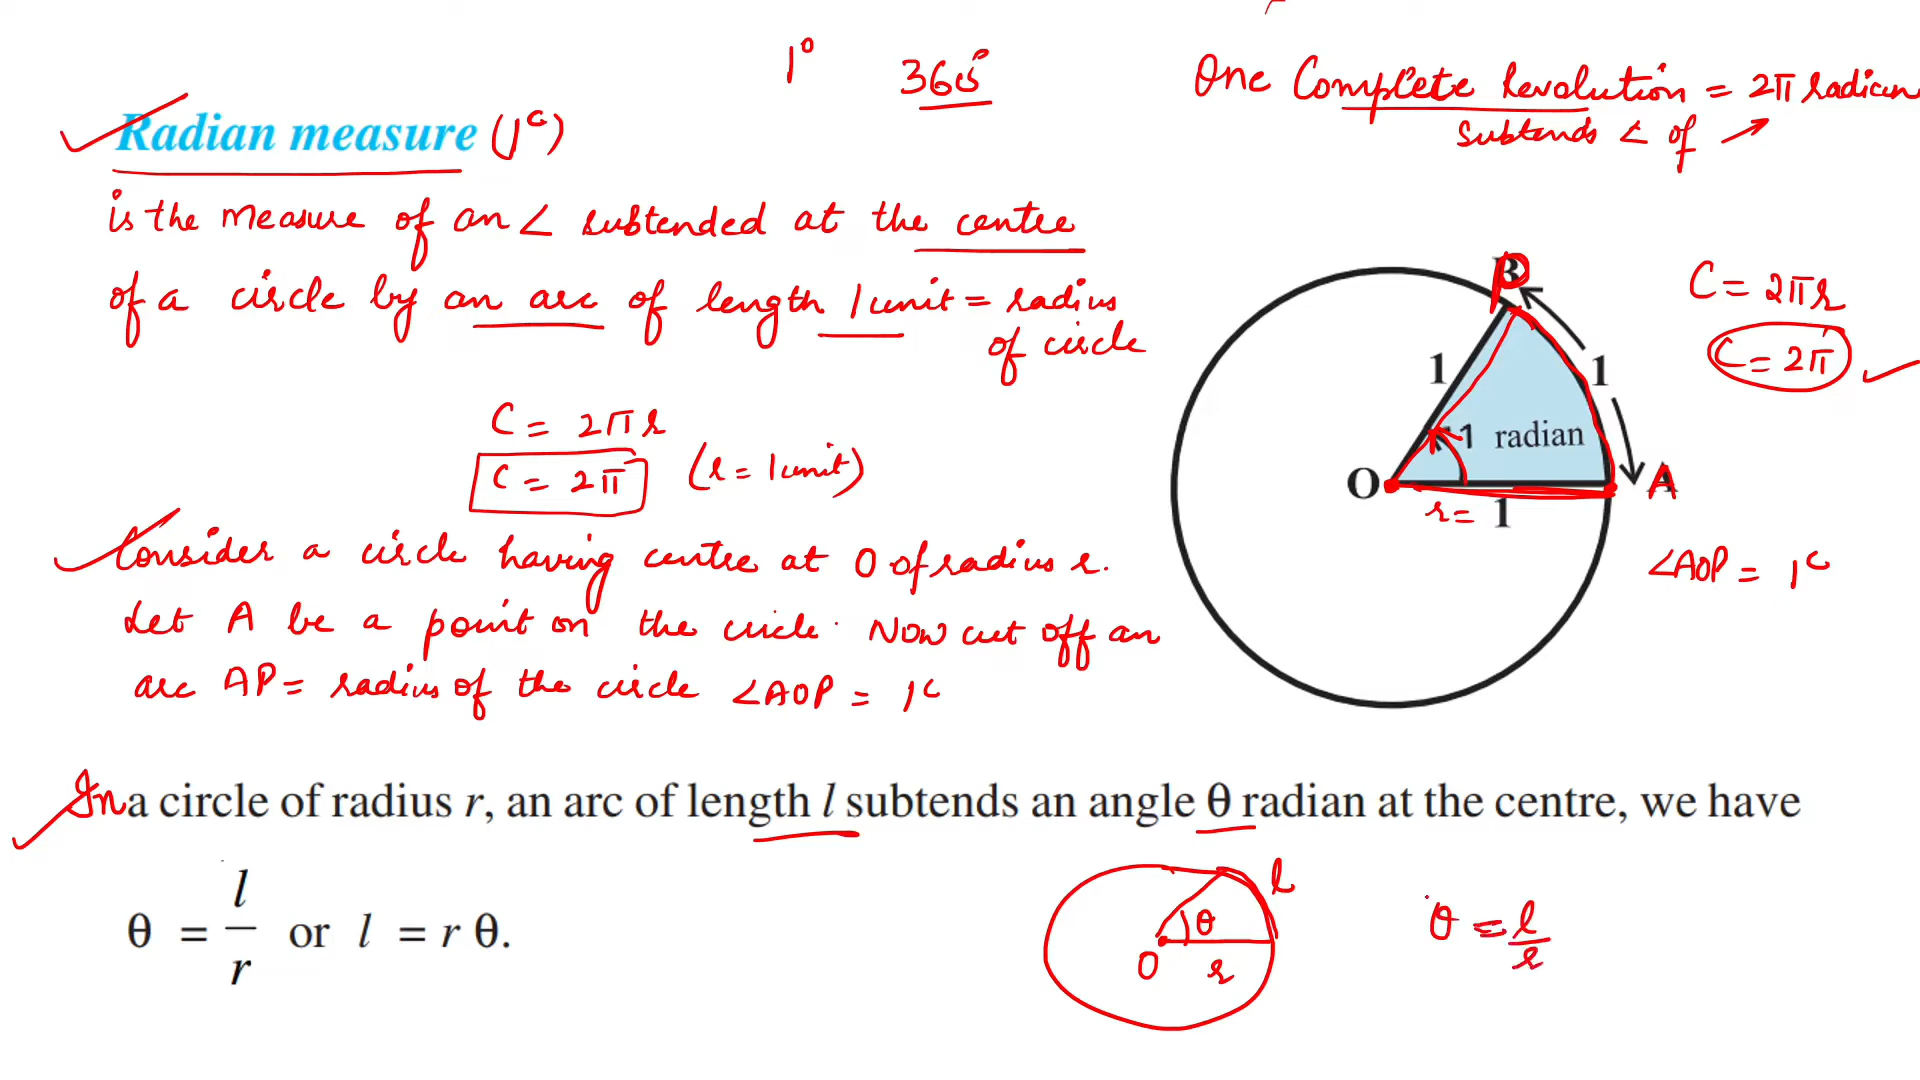 1° 360°
One Complete Revolution = 2π radian
subtends ∠ of
Radian measure (1ᶜ)
is the measure of an ∠ subtended at the centre
of a circle by an arc of length 1 unit = radius
of circle
C = 2πr
C = 2π (r = 1 unit)
Consider a circle having centre at O of radius r.
Let A be a point on the circle. Now cut off an
arc AP = radius of the circle ∠AOP = 1ᶜ
P
C = 2πr
C = 2π
1
1
1 radian
O
A
r = 1
∠AOP = 1ᶜ
In a circle of radius r, an arc of length l subtends an angle θ radian at the centre, we have
θ = l/r or l = r θ.
l
θ
O r
θ = l/r